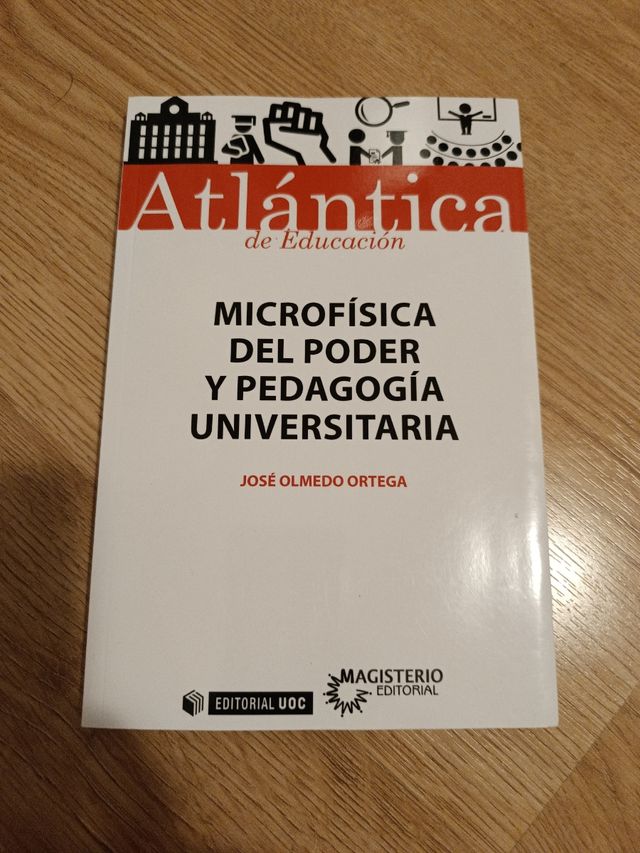 Atlántica
de Educación
MICROFÍSICA
DEL PODER
Y PEDAGOGÍA
UNIVERSITARIA
JOSÉ OLMEDO ORTEGA
EDITORIAL UOC
MAGISTERIO
EDITORIAL